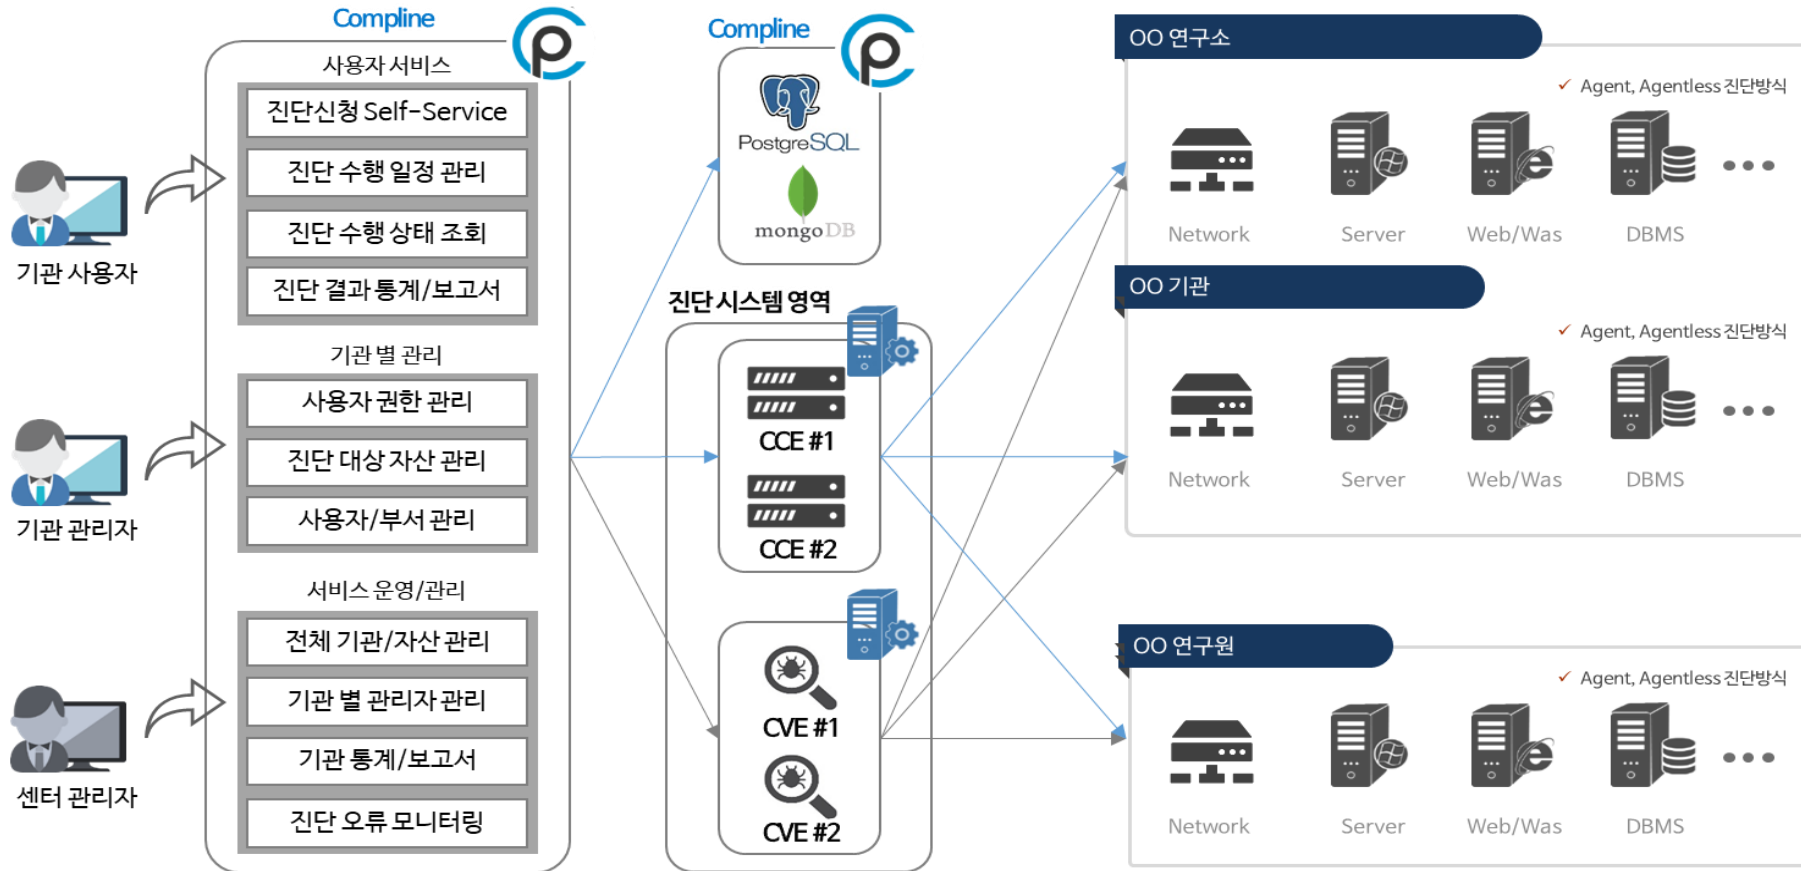 Compline
사용자 서비스
진단신청 Self-Service
진단 수행 일정 관리
진단 수행 상태 조회
진단 결과 통계/보고서
기관 사용자
기관 별 관리
사용자 권한 관리
진단 대상 자산 관리
사용자/부서 관리
기관 관리자
서비스 운영/관리
전체 기관/자산 관리
기관 별 관리자 관리
기관 통계/보고서
진단 오류 모니터링
센터 관리자
Compline
PostgreSQL
mongoDB
진단 시스템 영역
CCE #1
CCE #2
CVE #1
CVE #2
OO 연구소
✓ Agent, Agentless 진단방식
Network Server Web/Was DBMS
OO 기관
✓ Agent, Agentless 진단방식
Network Server Web/Was DBMS
OO 연구원
✓ Agent, Agentless 진단방식
Network Server Web/Was DBMS